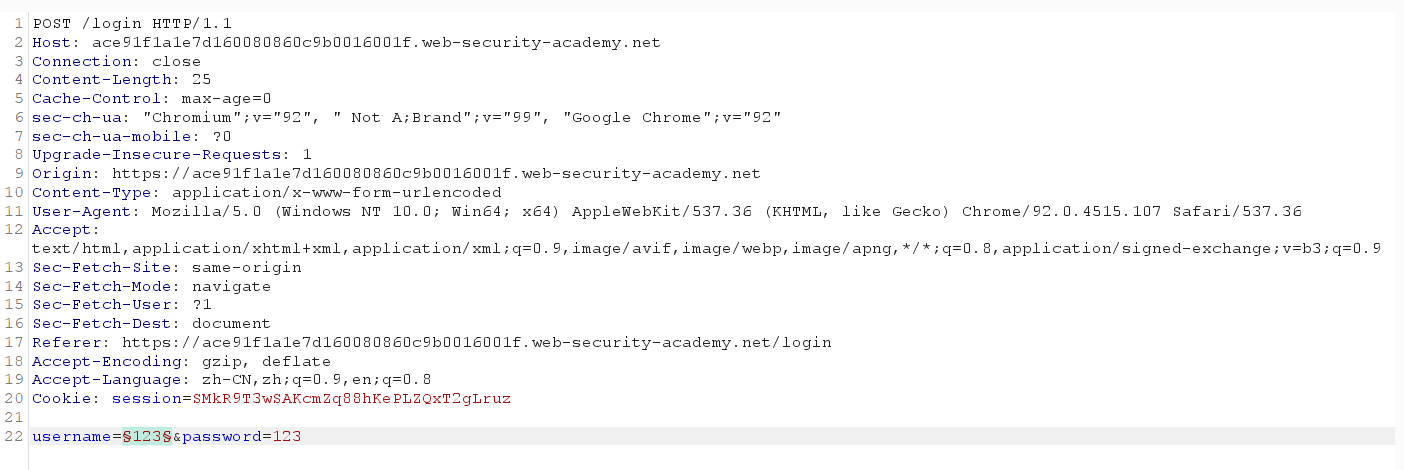 1 POST /login HTTP/1.1
2 Host: ace91f1a1e7d160080860c9b0016001f.web-security-academy.net
3 Connection: close
4 Content-Length: 25
5 Cache-Control: max-age=0
6 sec-ch-ua: "Chromium";v="92", " Not A;Brand";v="99", "Google Chrome";v="92"
7 sec-ch-ua-mobile: ?0
8 Upgrade-Insecure-Requests: 1
9 Origin: https://ace91f1a1e7d160080860c9b0016001f.web-security-academy.net
10 Content-Type: application/x-www-form-urlencoded
11 User-Agent: Mozilla/5.0 (Windows NT 10.0; Win64; x64) AppleWebKit/537.36 (KHTML, like Gecko) Chrome/92.0.4515.107 Safari/537.36
12 Accept:
text/html,application/xhtml+xml,application/xml;q=0.9,image/avif,image/webp,image/apng,*/*;q=0.8,application/signed-exchange;v=b3;q=0.9
13 Sec-Fetch-Site: same-origin
14 Sec-Fetch-Mode: navigate
15 Sec-Fetch-User: ?1
16 Sec-Fetch-Dest: document
17 Referer: https://ace91f1a1e7d160080860c9b0016001f.web-security-academy.net/login
18 Accept-Encoding: gzip, deflate
19 Accept-Language: zh-CN,zh;q=0.9,en;q=0.8
20 Cookie: session=SMkR9T3wSAKcmZq88hKePLZQxT2gLruz
21
22 username=§123§&password=123